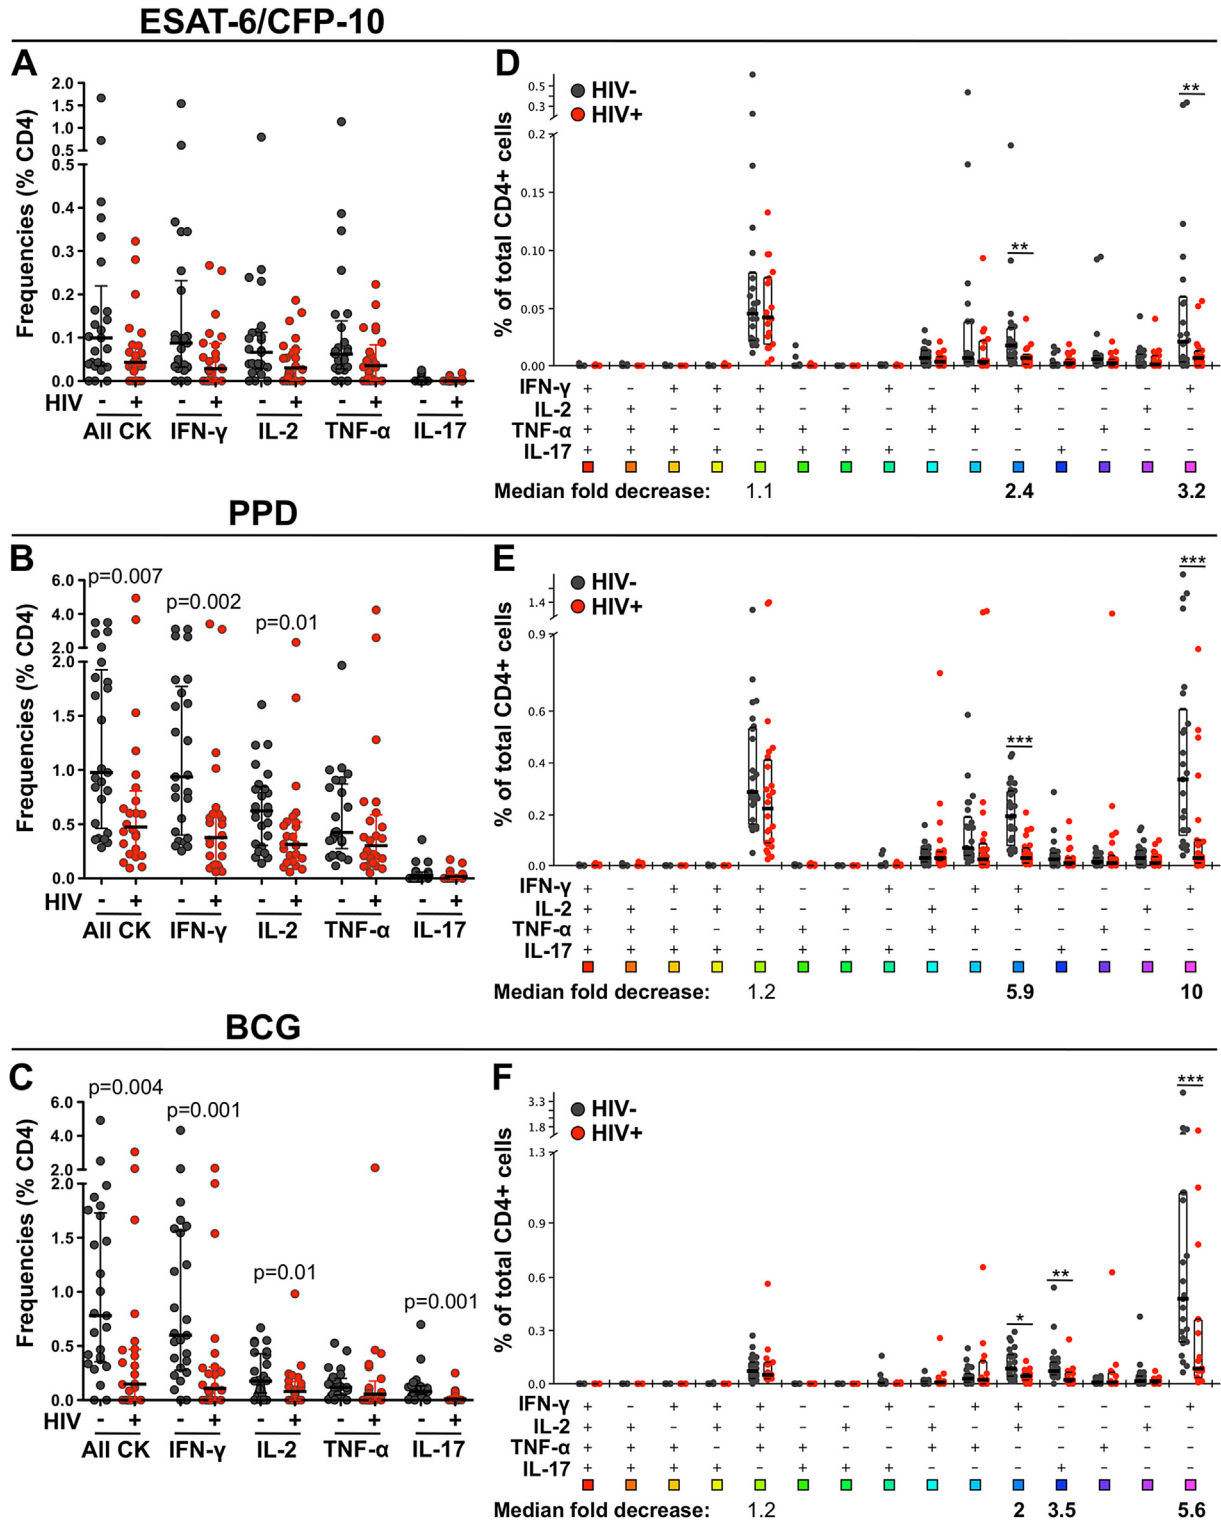 ESAT-6/CFP-10
A
Frequencies (% CD4)
2.0
1.5
1.0
0.5
0.5
0.4
0.3
0.2
0.1
0.0
HIV - + - + - + - + - +
All CK IFN-γ IL-2 TNF-α IL-17
D
% of total CD4+ cells
HIV-
HIV+
0.5
0.3
0.2
0.15
0.10
0.05
0.00
**
**
IFN-γ + – + + + – – + – + + – – – +
IL-2 + + – + + – + – + – + – – + –
TNF-α + + + – + + – – + + – – + – –
IL-17 + + + + – + + + – – – + – – –
Median fold decrease: 1.1 2.4 3.2
PPD
B
Frequencies (% CD4)
p=0.007
p=0.002
p=0.01
6.0
4.0
2.0
2.0
1.5
1.0
0.5
0.0
HIV - + - + - + - + - +
All CK IFN-γ IL-2 TNF-α IL-17
E
% of total CD4+ cells
HIV-
HIV+
1.4
0.9
0.6
0.4
0.2
0.0
***
***
IFN-γ + – + + + – – + – + + – – – +
IL-2 + + – + + – + – + – + – – + –
TNF-α + + + – + + – – + + – – + – –
IL-17 + + + + – + + + – – – + – – –
Median fold decrease: 1.2 5.9 10
BCG
C
Frequencies (% CD4)
p=0.004
p=0.001
p=0.01
p=0.001
6.0
4.0
2.0
2.0
1.5
1.0
0.5
0.0
HIV - + - + - + - + - +
All CK IFN-γ IL-2 TNF-α IL-17
F
% of total CD4+ cells
HIV-
HIV+
3.3
1.8
1.3
0.9
0.6
0.3
0.0
*
**
***
IFN-γ + – + + + – – + – + + – – – +
IL-2 + + – + + – + – + – + – – + –
TNF-α + + + – + + – – + + – – + – –
IL-17 + + + + – + + + – – – + – – –
Median fold decrease: 1.2 2 3.5 5.6